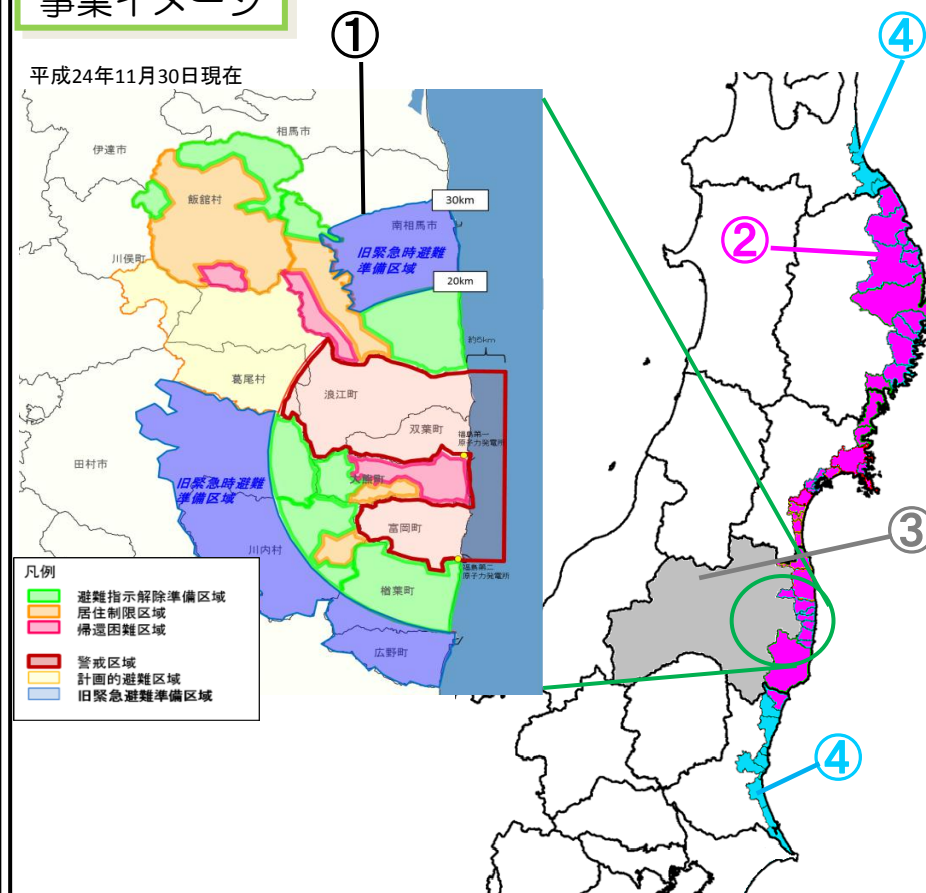 事業イメージ
①
④
平成24年11月30日現在
相馬市
伊達市
飯舘村
30km
南相馬市
旧緊急時避難
準備区域
②
川俣町
20km
約5km
葛尾村
浪江町
双葉町
福島第一
原子力発電所
田村市
大熊町
旧緊急時避難
準備区域
富岡町
③
川内村
福島第二
原子力発電所
楢葉町
広野町
凡例
避難指示解除準備区域
居住制限区域
帰還困難区域
警戒区域
計画的避難区域
旧緊急避難準備区域
④